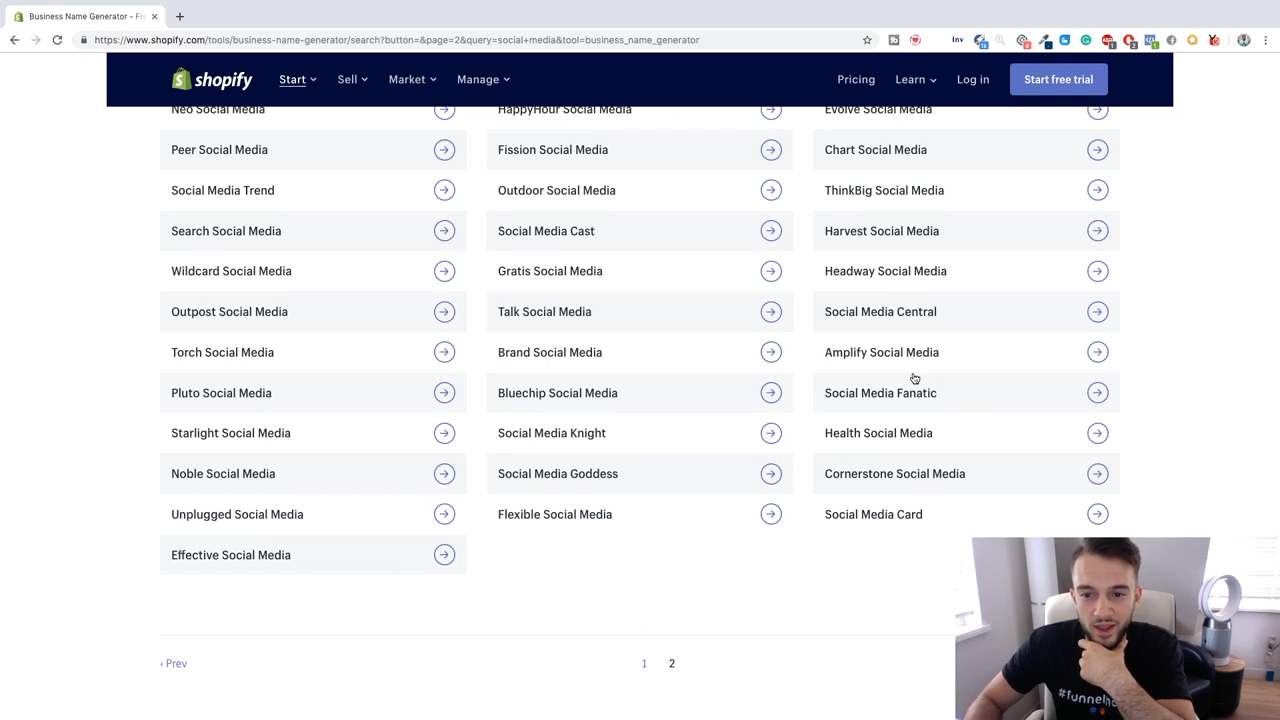 Business Name Generator - Fr
https://www.shopify.com/tools/business-name-generator/search?button=&page=2&query=social+media&tool=business_name_generator
shopify
Start
Sell
Market
Manage
Pricing
Learn
Log in
Start free trial
Neo Social Media
HappyHour Social Media
Evolve Social Media
Peer Social Media
Fission Social Media
Chart Social Media
Social Media Trend
Outdoor Social Media
ThinkBig Social Media
Search Social Media
Social Media Cast
Harvest Social Media
Wildcard Social Media
Gratis Social Media
Headway Social Media
Outpost Social Media
Talk Social Media
Social Media Central
Torch Social Media
Brand Social Media
Amplify Social Media
Pluto Social Media
Bluechip Social Media
Social Media Fanatic
Starlight Social Media
Social Media Knight
Health Social Media
Noble Social Media
Social Media Goddess
Cornerstone Social Media
Unplugged Social Media
Flexible Social Media
Social Media Card
Effective Social Media
‹ Prev
1
2